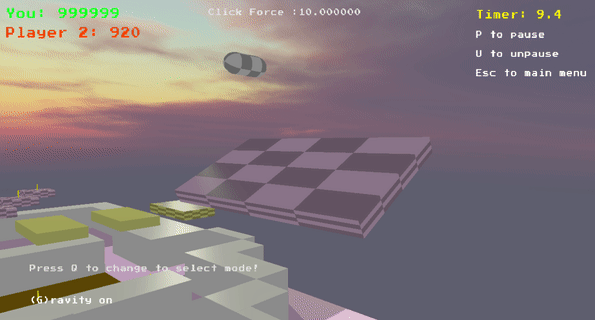 You: 999999
Click Force :10.000000
Timer: 9.4
Player 2: 920
P to pause
U to unpause
Esc to main menu
Press Q to change to select mode!
(G)ravity on